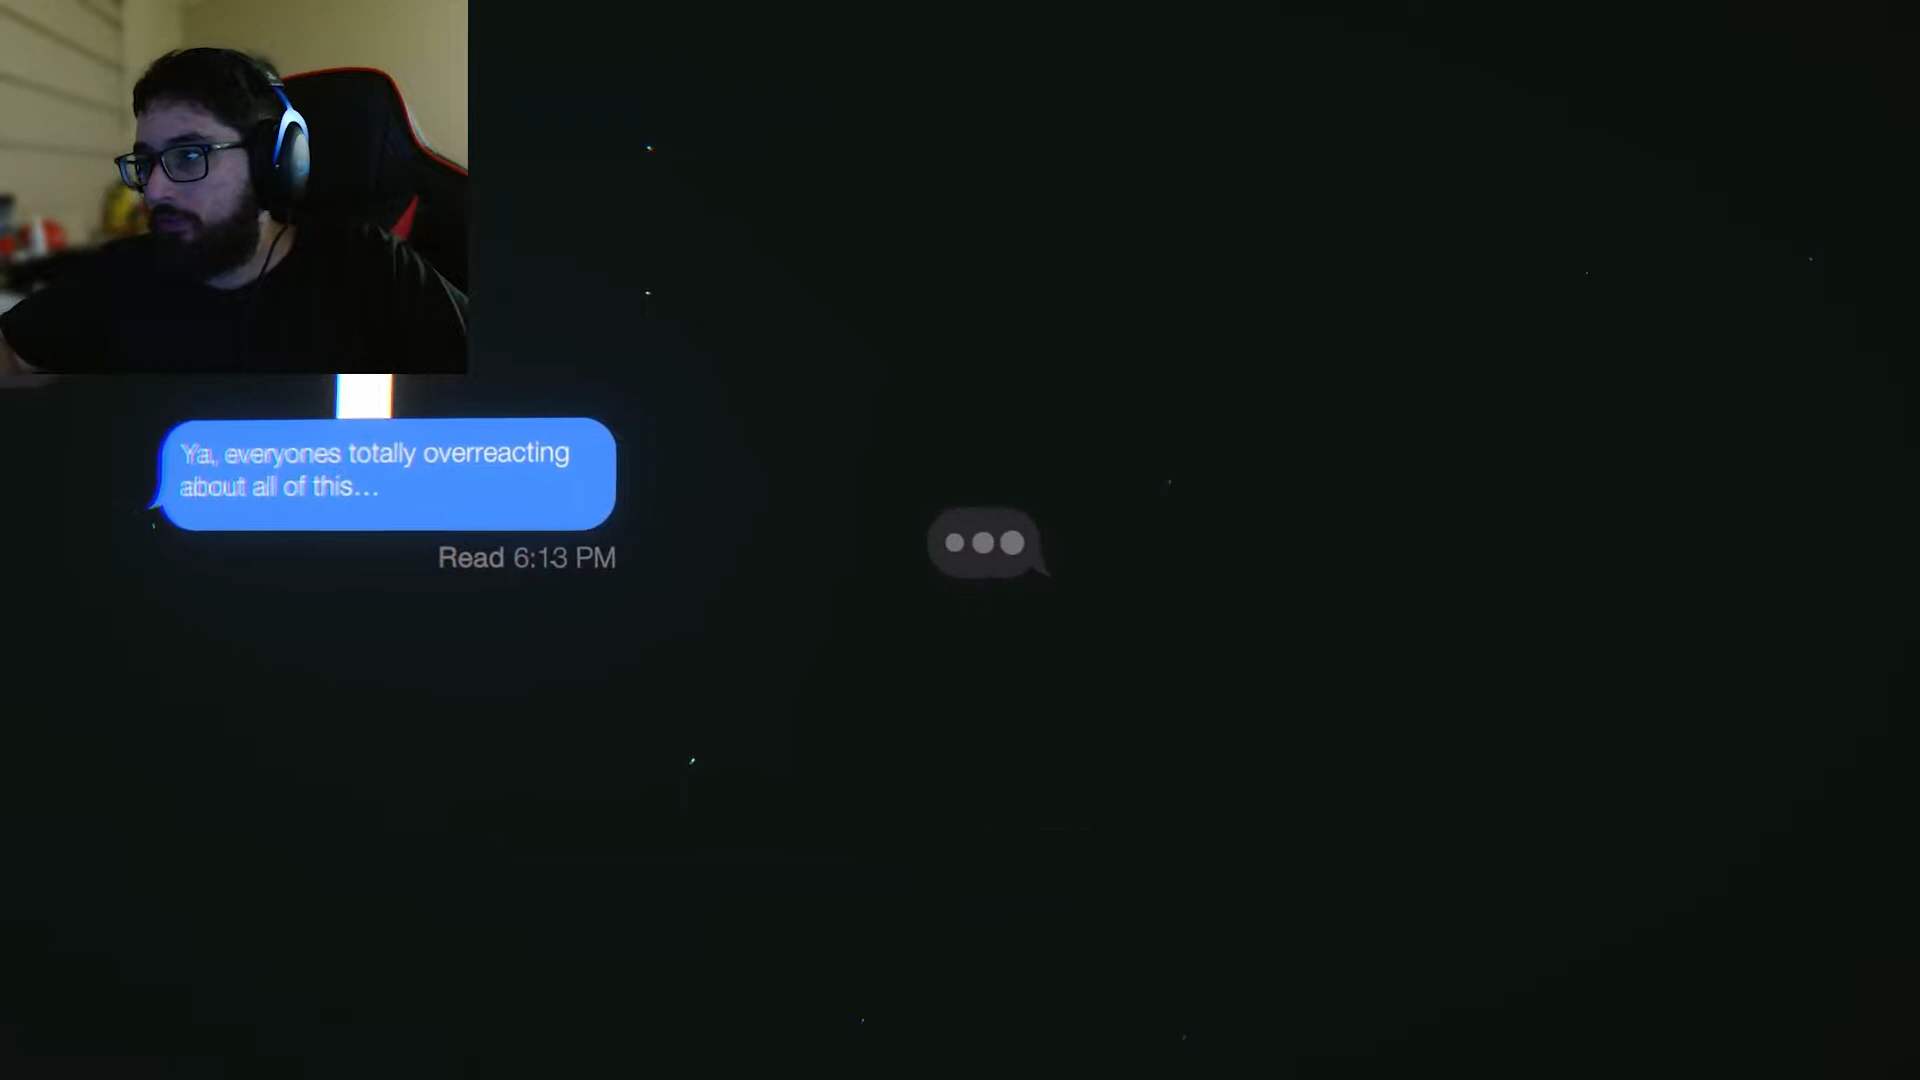 Ya, everyones totally overreacting
about all of this...
Read 6:13 PM